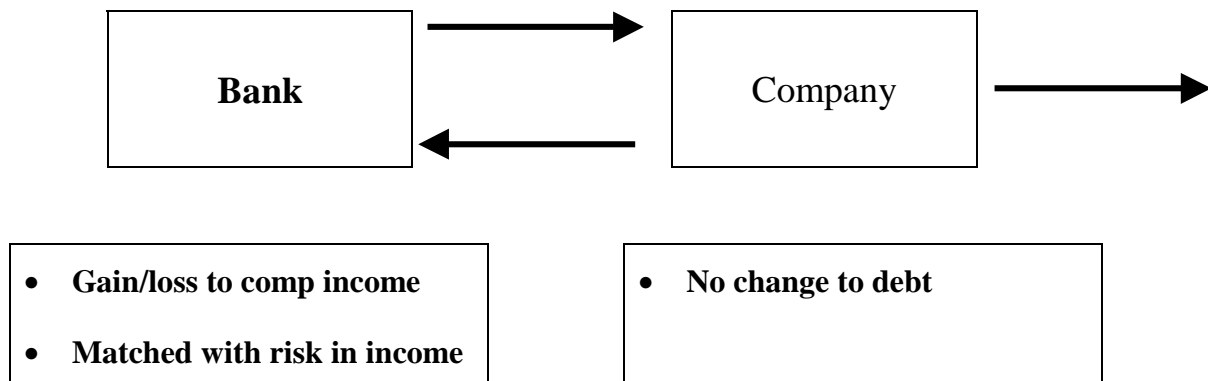 Bank
Company
• Gain/loss to comp income
• Matched with risk in income
• No change to debt